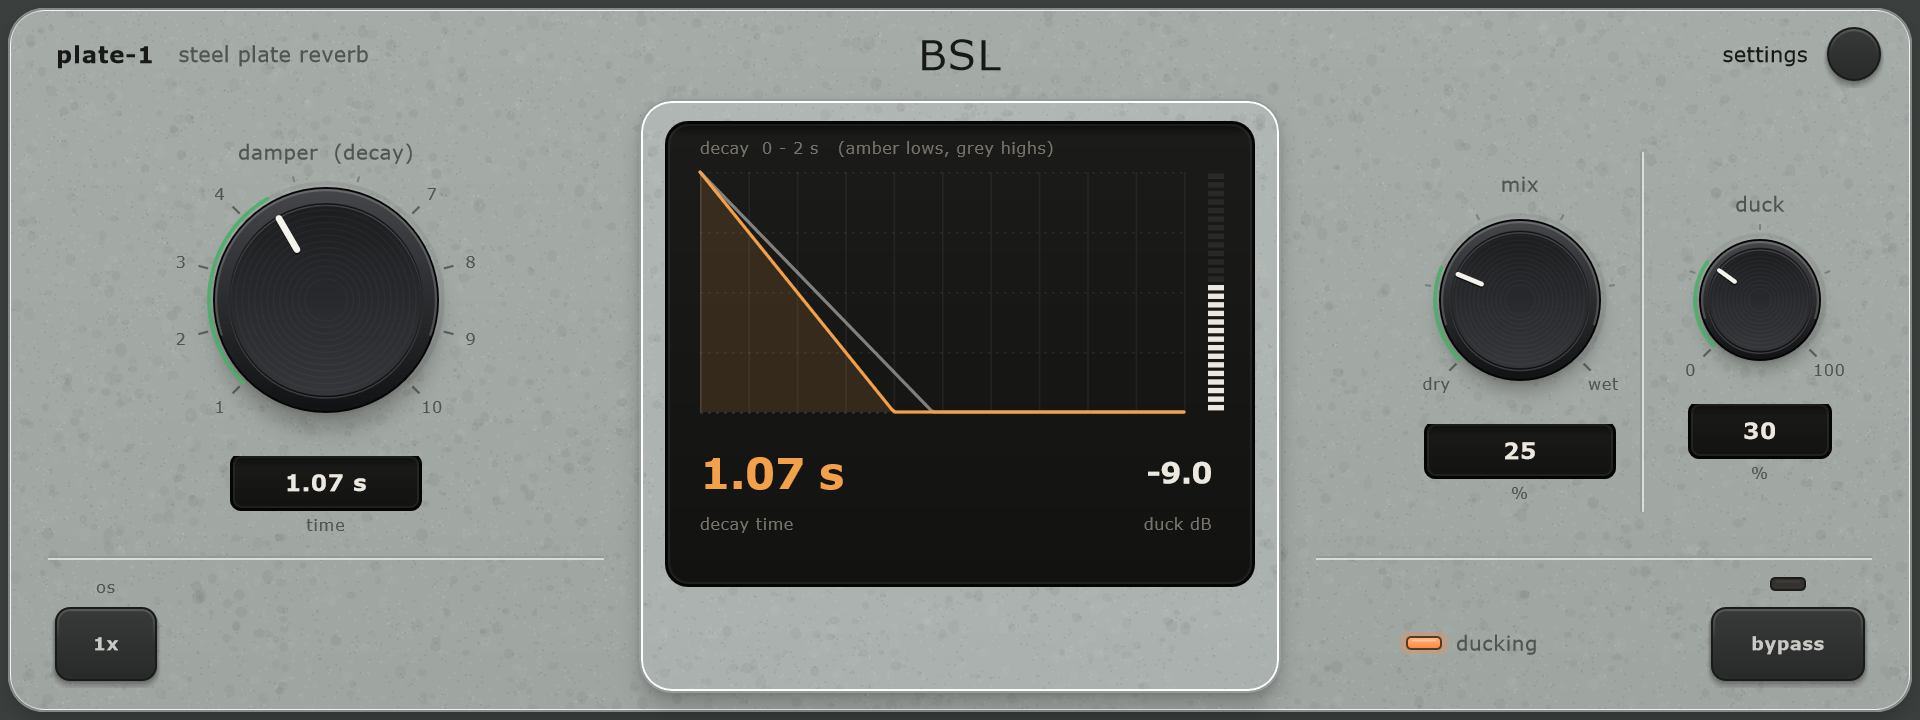 plate-1 steel plate reverb
BSL
settings
damper (decay)
4
7
3
8
2
9
1
10
1.07 s
time
os
1x
decay 0 - 2 s (amber lows, grey highs)
1.07 s
-9.0
decay time
duck dB
mix
dry
wet
25
%
duck
0
100
30
%
ducking
bypass